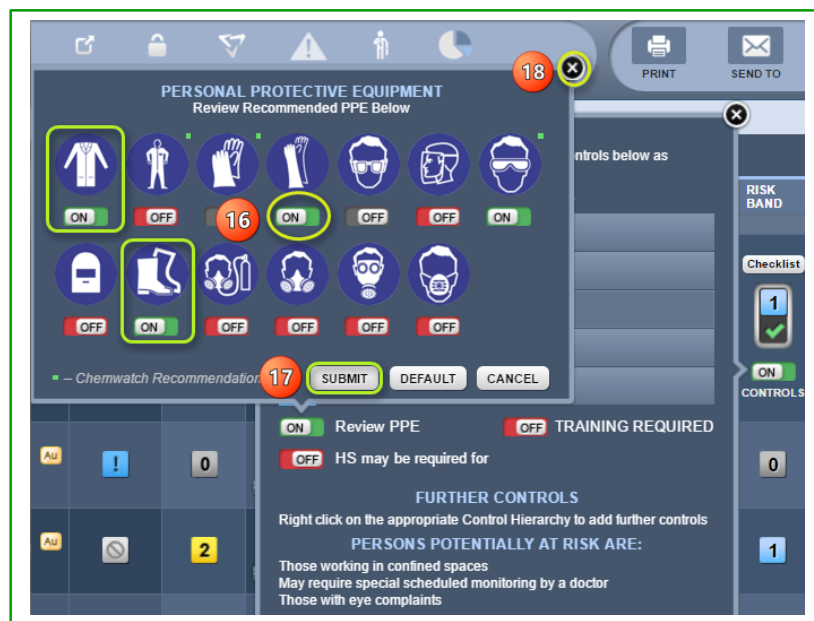 18
PRINT
SEND TO
PERSONAL PROTECTIVE EQUIPMENT
Review Recommended PPE Below
ntrols below as
RISK
BAND
ON
OFF
16
ON
OFF
OFF
ON
Checklist
1
OFF
ON
OFF
OFF
OFF
OFF
ON
CONTROLS
– Chemwatch Recommendation
17
SUBMIT
DEFAULT
CANCEL
ON Review PPE
OFF TRAINING REQUIRED
Au
!
0
OFF HS may be required for
0
FURTHER CONTROLS
Right click on the appropriate Control Hierarchy to add further controls
Au
2
PERSONS POTENTIALLY AT RISK ARE:
1
Those working in confined spaces
May require special scheduled monitoring by a doctor
Those with eye complaints